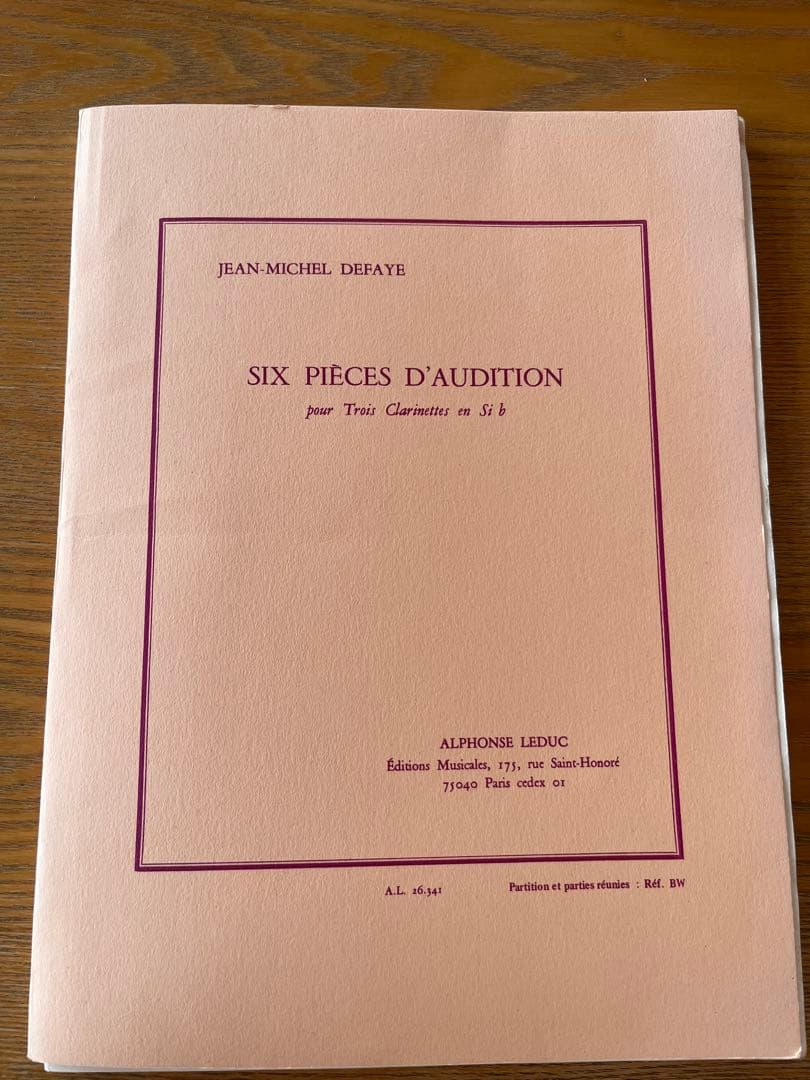 JEAN-MICHEL DEFAYE
SIX PIÈCES D'AUDITION
pour Trois Clarinettes en Si b
ALPHONSE LEDUC
Éditions Musicales, 175, rue Saint-Honoré
75040 Paris cedex 01
A.L. 26.341
Partition et parties réunies : Réf. BW